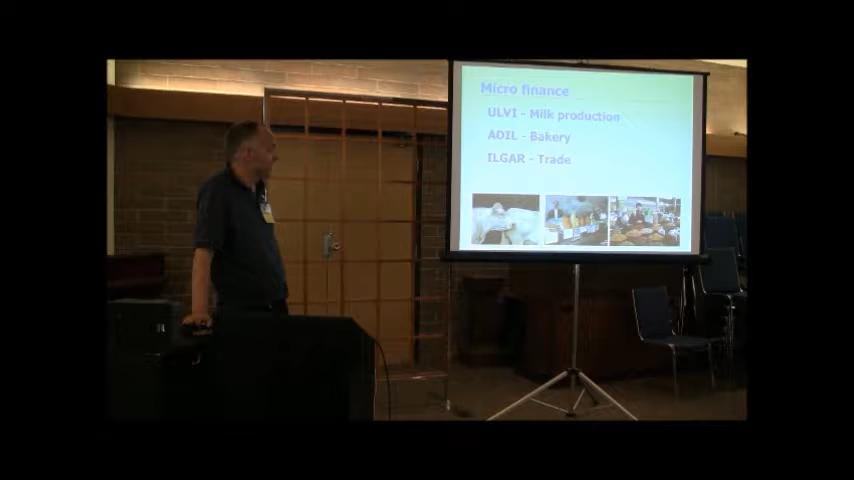 Micro finance
ULVI - Milk production
ADIL - Bakery
ILGAR - Trade